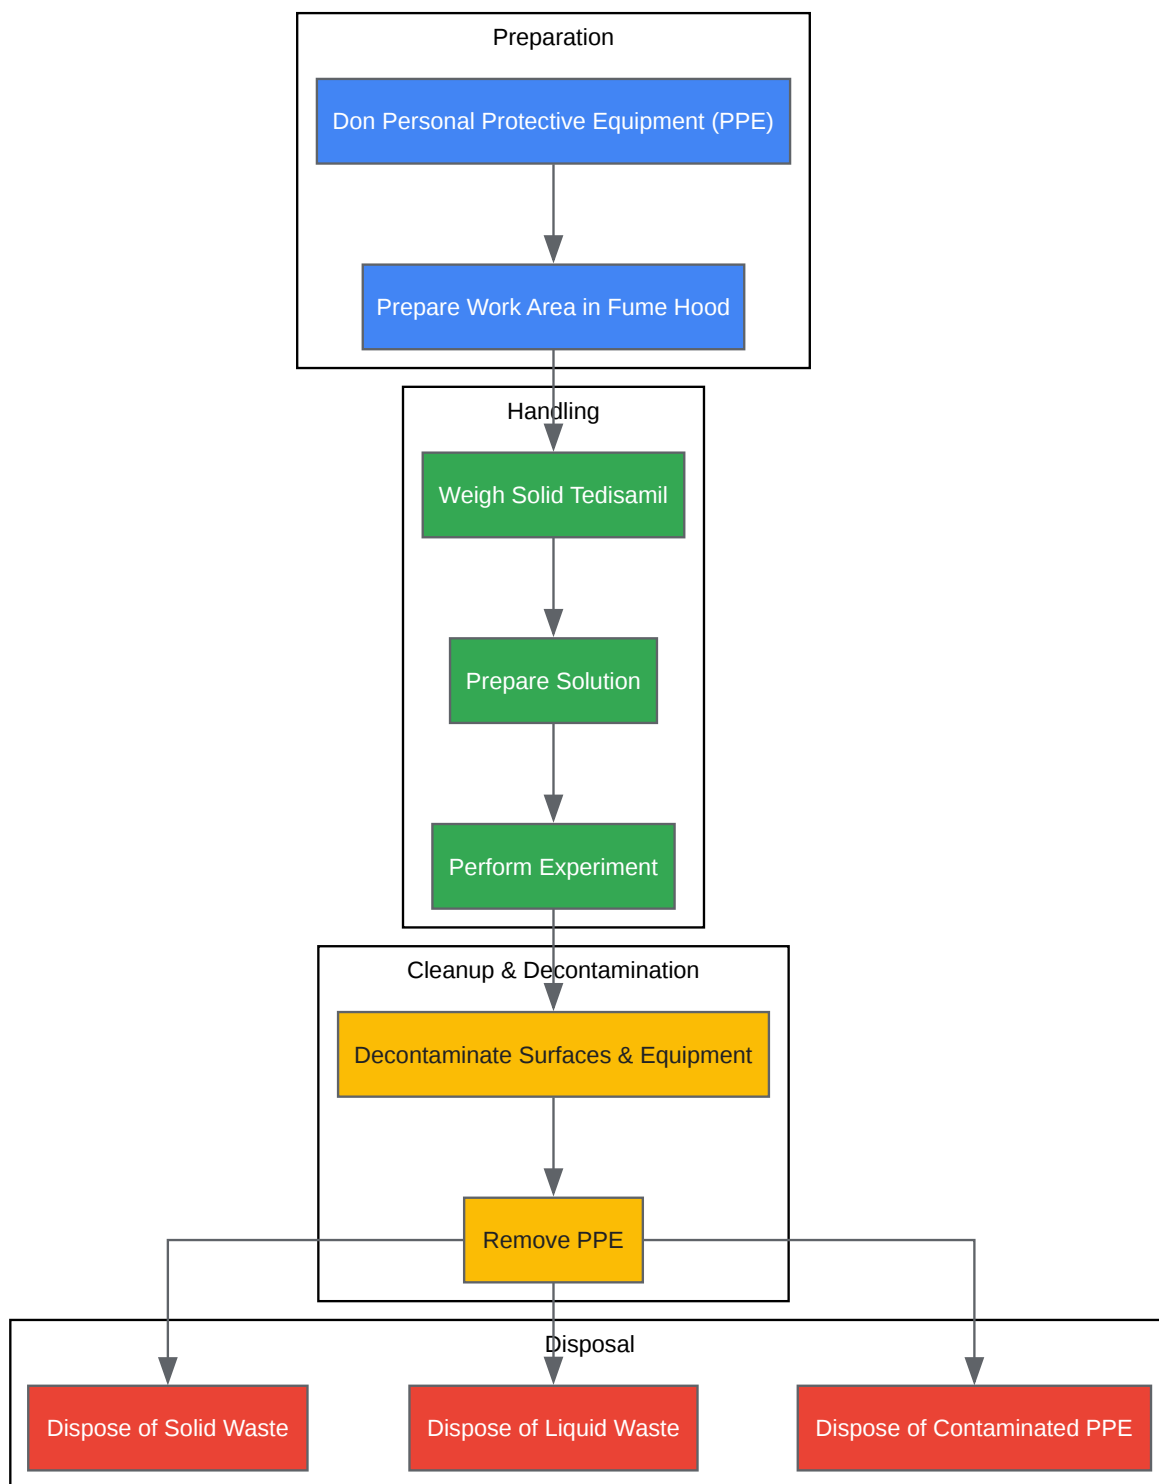 Preparation
Don Personal Protective Equipment (PPE)
Prepare Work Area in Fume Hood
Handling
Weigh Solid Tedisamil
Prepare Solution
Perform Experiment
Cleanup & Decontamination
Decontaminate Surfaces & Equipment
Remove PPE
Disposal
Dispose of Solid Waste
Dispose of Liquid Waste
Dispose of Contaminated PPE